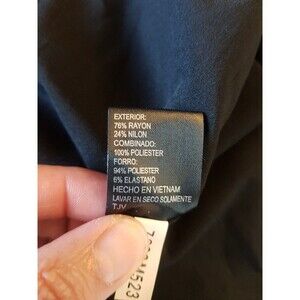 EXTERIOR:
76% RAYON
24% NILON
COMBINADO:
100% POLIESTER
FORRO:
94% POLIESTER
6% ELASTANO
HECHO EN VIETNAM
LAVAR EN SECO SOLAMENTE
TJV